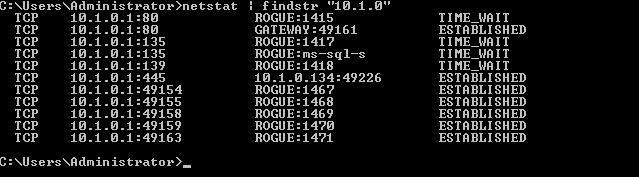 C:\Users\Administrator>netstat | findstr "10.1.0"
TCP 10.1.0.1:80 ROGUE:1415 TIME_WAIT
TCP 10.1.0.1:80 GATEWAY:49161 ESTABLISHED
TCP 10.1.0.1:135 ROGUE:1417 TIME_WAIT
TCP 10.1.0.1:135 ROGUE:ms-sql-s TIME_WAIT
TCP 10.1.0.1:139 ROGUE:1418 TIME_WAIT
TCP 10.1.0.1:445 10.1.0.134:49226 ESTABLISHED
TCP 10.1.0.1:49154 ROGUE:1467 ESTABLISHED
TCP 10.1.0.1:49155 ROGUE:1468 ESTABLISHED
TCP 10.1.0.1:49158 ROGUE:1469 ESTABLISHED
TCP 10.1.0.1:49159 ROGUE:1470 ESTABLISHED
TCP 10.1.0.1:49163 ROGUE:1471 ESTABLISHED
C:\Users\Administrator>_